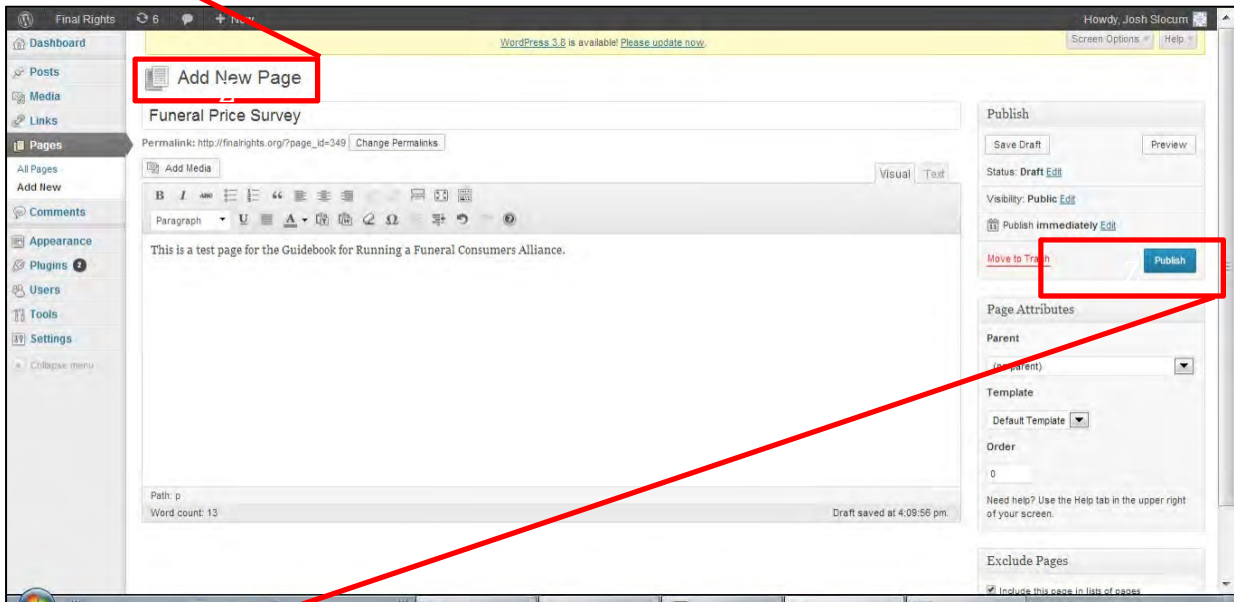 Final Rights 6 + New Howdy, Josh Slocum
WordPress 3.8 is available! Please update now.
Screen Options Help
Dashboard
Posts
Media
Links
Pages
All Pages
Add New
Comments
Appearance
Plugins 2
Users
Tools
Settings
Collapse menu
Add New Page
Funeral Price Survey
Permalink: http://finalrights.org/?page_id=349 Change Permalinks
Add Media
Visual Text
B I ABC
Paragraph U A Ω
This is a test page for the Guidebook for Running a Funeral Consumers Alliance.
Path: p
Word count: 13 Draft saved at 4:09:56 pm.
Publish
Save Draft Preview
Status: Draft Edit
Visibility: Public Edit
Publish immediately Edit
Move to Trash Publish
Page Attributes
Parent
(no parent)
Template
Default Template
Order
0
Need help? Use the Help tab in the upper right
of your screen.
Exclude Pages
Include this page in lists of pages